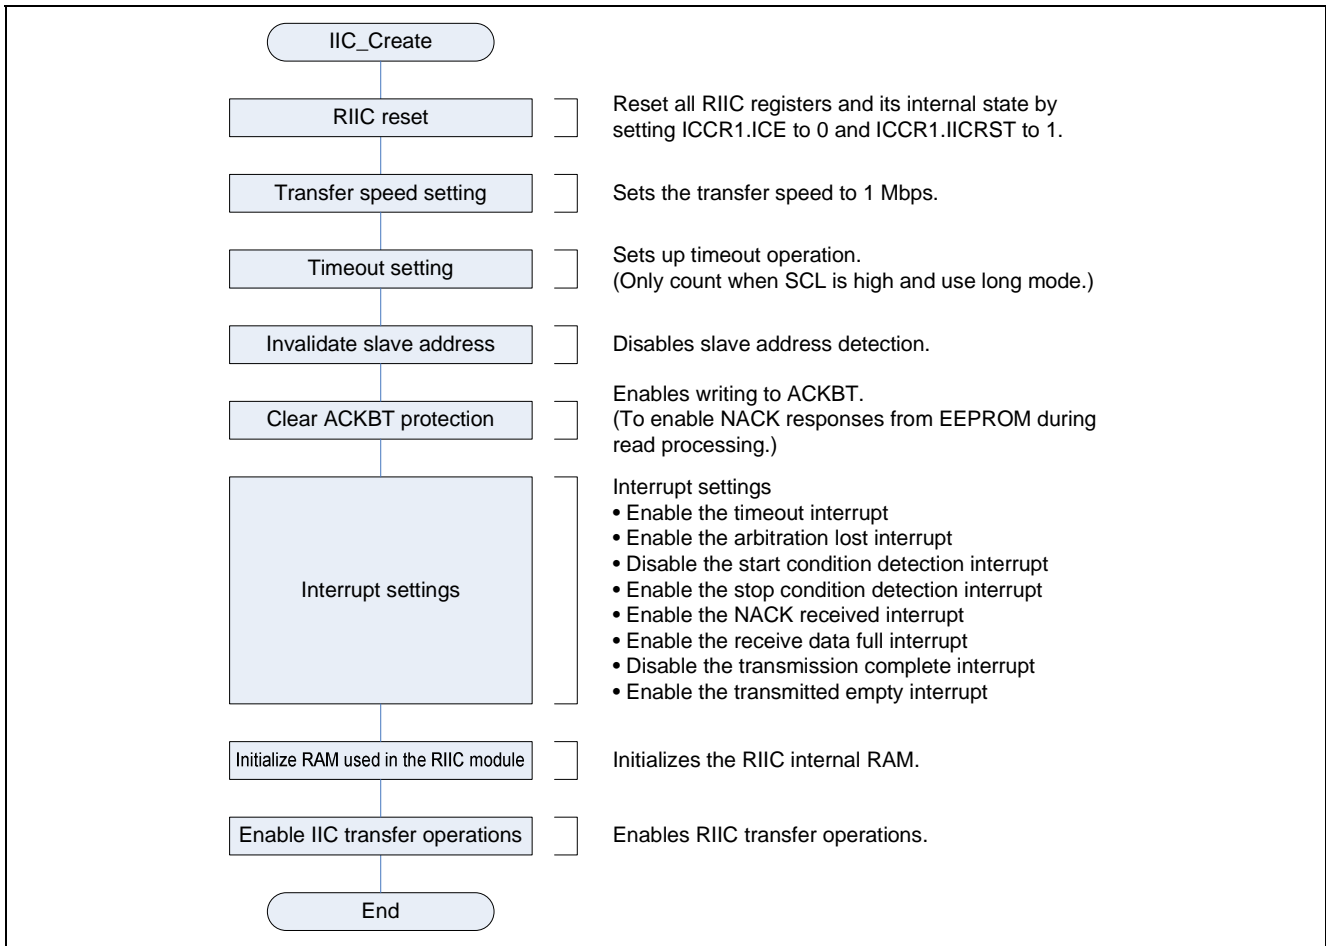 IIC_Create
RIIC reset
Reset all RIIC registers and its internal state by
setting ICCR1.ICE to 0 and ICCR1.IICRST to 1.
Transfer speed setting
Sets the transfer speed to 1 Mbps.
Timeout setting
Sets up timeout operation.
(Only count when SCL is high and use long mode.)
Invalidate slave address
Disables slave address detection.
Clear ACKBT protection
Enables writing to ACKBT.
(To enable NACK responses from EEPROM during
read processing.)
Interrupt settings
Interrupt settings
• Enable the timeout interrupt
• Enable the arbitration lost interrupt
• Disable the start condition detection interrupt
• Enable the stop condition detection interrupt
• Enable the NACK received interrupt
• Enable the receive data full interrupt
• Disable the transmission complete interrupt
• Enable the transmitted empty interrupt
Initialize RAM used in the RIIC module
Initializes the RIIC internal RAM.
Enable IIC transfer operations
Enables RIIC transfer operations.
End